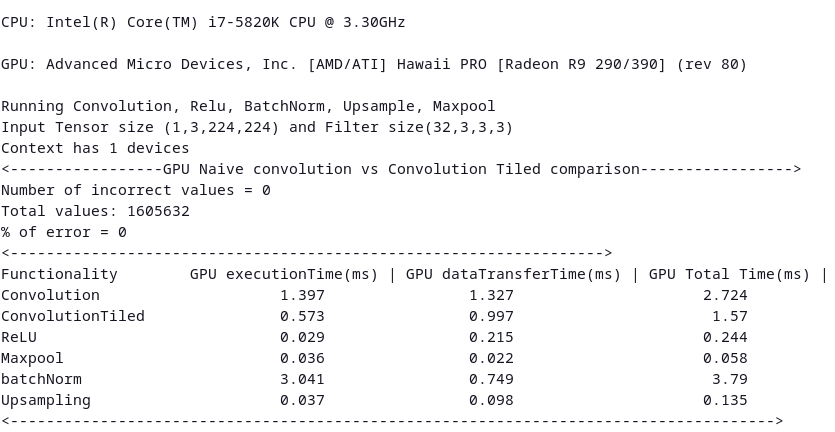 CPU: Intel(R) Core(TM) i7-5820K CPU @ 3.30GHz
GPU: Advanced Micro Devices, Inc. [AMD/ATI] Hawaii PRO [Radeon R9 290/390] (rev 80)
Running Convolution, Relu, BatchNorm, Upsample, Maxpool
Input Tensor size (1,3,224,224) and Filter size(32,3,3,3)
Context has 1 devices
<-----------------GPU Naive convolution vs Convolution Tiled comparison----------------->
Number of incorrect values = 0
Total values: 1605632
% of error = 0
<------------------------------------------------------------------>
Functionality        GPU executionTime(ms) | GPU dataTransferTime(ms) | GPU Total Time(ms) |
Convolution                    1.397                1.327                     2.724
ConvolutionTiled               0.573                0.997                      1.57
ReLU                           0.029                0.215                     0.244
Maxpool                        0.036                0.022                     0.058
batchNorm                      3.041                0.749                      3.79
Upsampling                     0.037                0.098                     0.135
<------------------------------------------------------------------------------------->